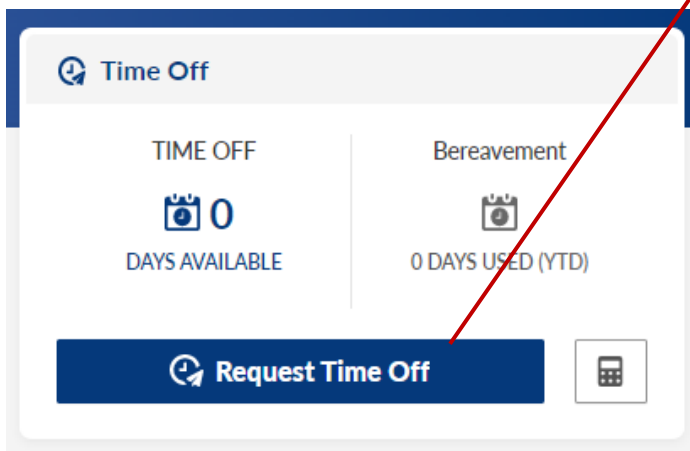 Time Off
TIME OFF
0
DAYS AVAILABLE
Bereavement
0 DAYS USED (YTD)
Request Time Off